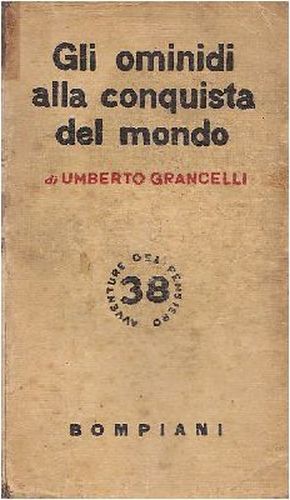 Gli ominidi
alla conquista
del mondo
di UMBERTO GRANCELLI
AVVENTURE DEL PENSIERO
38
BOMPIANI